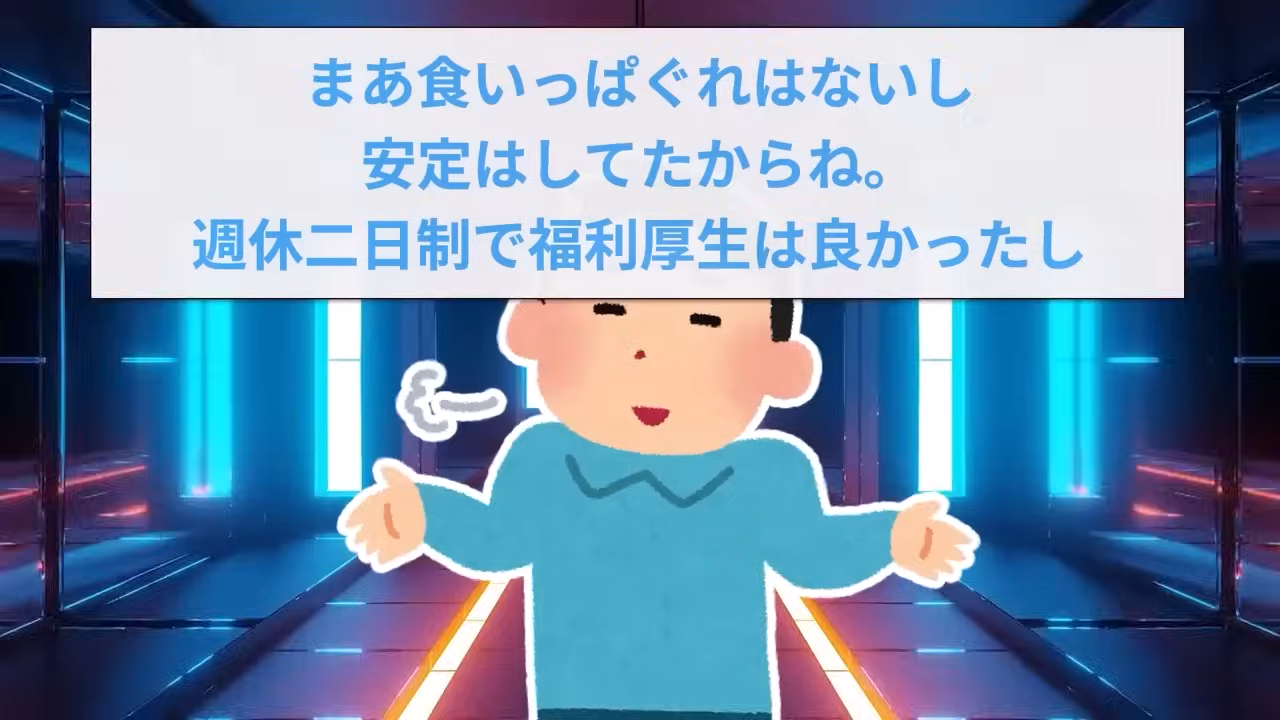 まあ食いっぱぐれはないし
安定はしてたからね。
週休二日制で福利厚生は良かったし